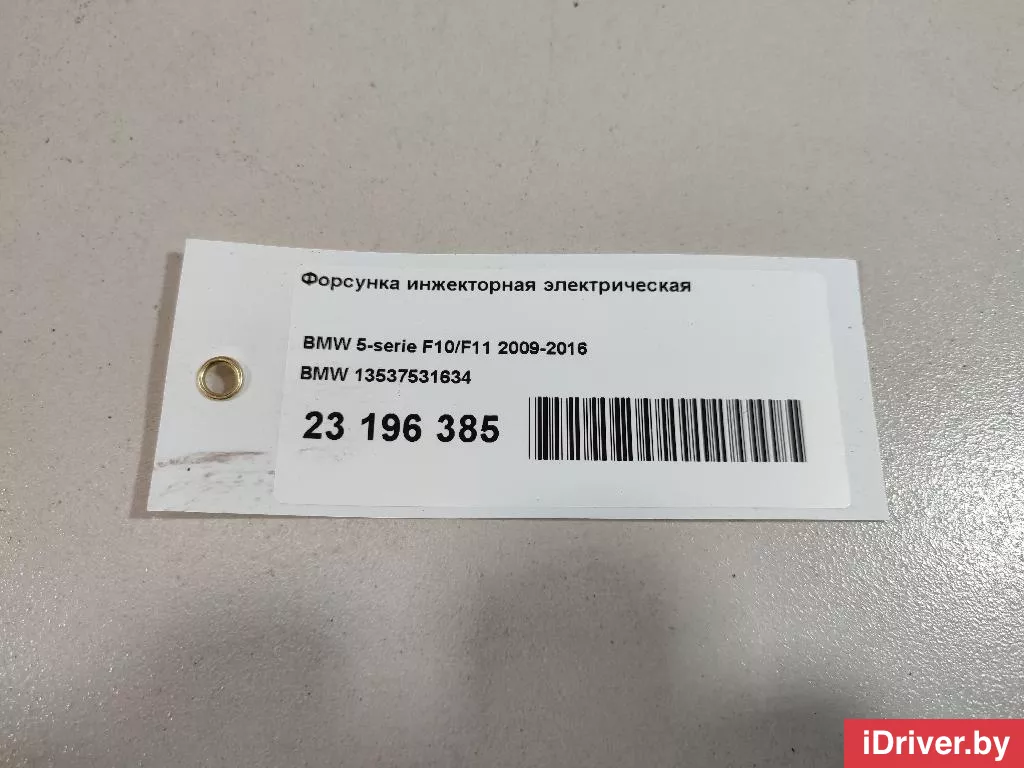 Форсунка инжекторная электрическая
BMW 5-serie F10/F11 2009-2016
BMW 13537531634
23 196 385
iDriver.by